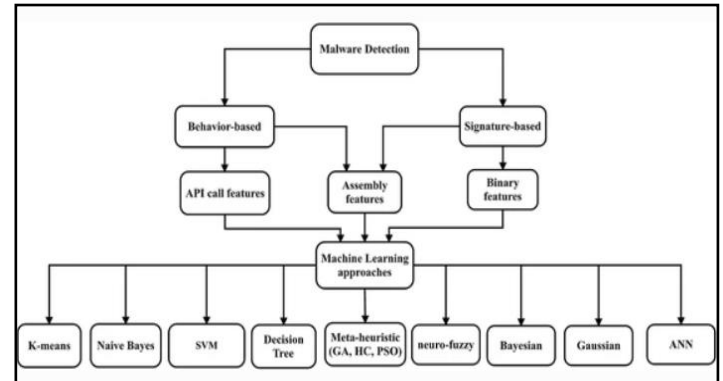 Malware Detection
Behavior-based
Signature-based
API call features
Assembly
features
Binary
features
Machine Learning
approaches
K-means
Naive Bayes
SVM
Decision
Tree
Meta-heuristic
(GA, HC, PSO)
neuro-fuzzy
Bayesian
Gaussian
ANN